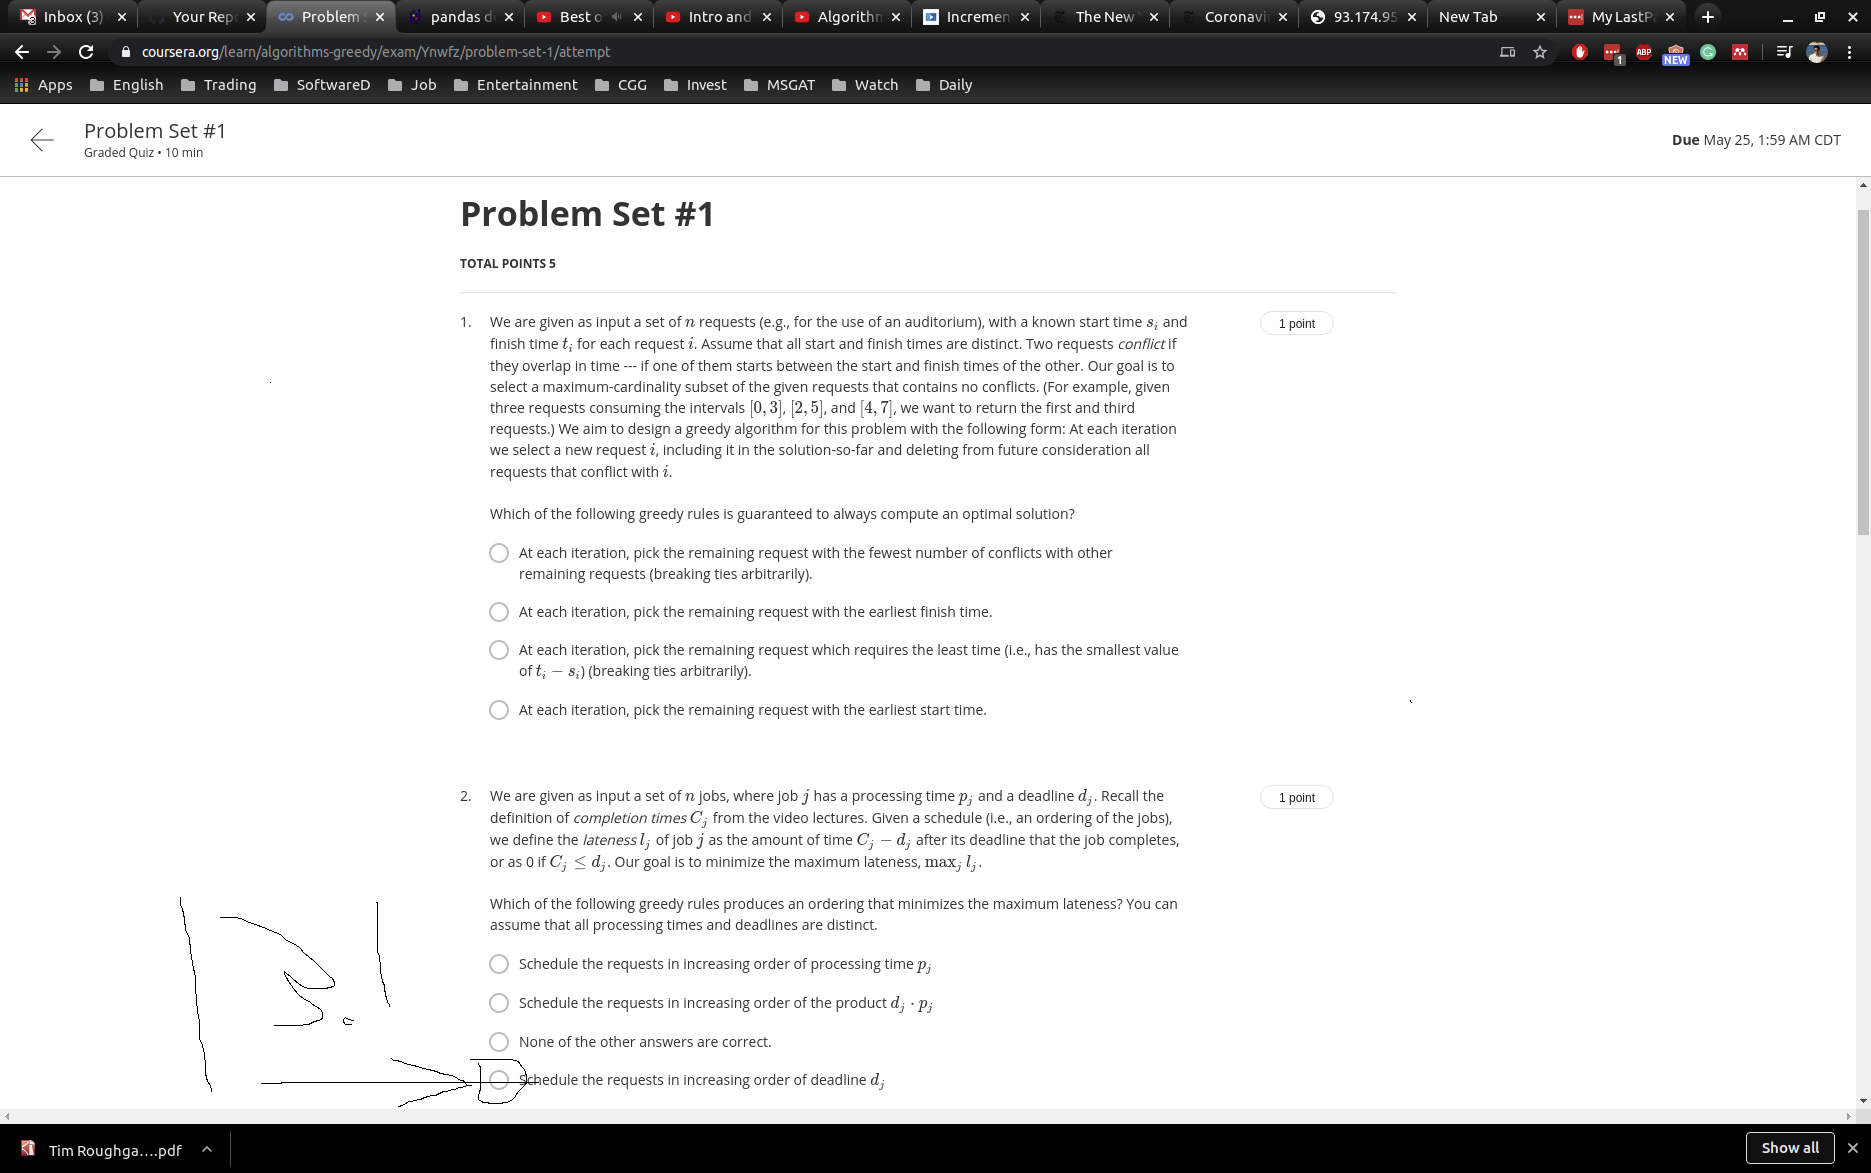 Inbox (3) Your Rep Problem pandas d Best o Intro and Algorithm Incremen The New Coronavi 93.174.95 New Tab My LastP
coursera.org/learn/algorithms-greedy/exam/Ynwfz/problem-set-1/attempt
1 ABP NEW
Apps English Trading SoftwareD Job Entertainment CGG Invest MSGAT Watch Daily
Problem Set #1
Graded Quiz • 10 min
Due May 25, 1:59 AM CDT
Problem Set #1
TOTAL POINTS 5
1. We are given as input a set of n requests (e.g., for the use of an auditorium), with a known start time s_i and
1 point
finish time t_i for each request i. Assume that all start and finish times are distinct. Two requests conflict if
they overlap in time --- if one of them starts between the start and finish times of the other. Our goal is to
select a maximum-cardinality subset of the given requests that contains no conflicts. (For example, given
three requests consuming the intervals [0, 3], [2, 5], and [4, 7], we want to return the first and third
requests.) We aim to design a greedy algorithm for this problem with the following form: At each iteration
we select a new request i, including it in the solution-so-far and deleting from future consideration all
requests that conflict with i.
Which of the following greedy rules is guaranteed to always compute an optimal solution?
At each iteration, pick the remaining request with the fewest number of conflicts with other
remaining requests (breaking ties arbitrarily).
At each iteration, pick the remaining request with the earliest finish time.
At each iteration, pick the remaining request which requires the least time (i.e., has the smallest value
of t_i − s_i) (breaking ties arbitrarily).
At each iteration, pick the remaining request with the earliest start time.
2. We are given as input a set of n jobs, where job j has a processing time p_j and a deadline d_j. Recall the
1 point
definition of completion times C_j from the video lectures. Given a schedule (i.e., an ordering of the jobs),
we define the lateness l_j of job j as the amount of time C_j − d_j after its deadline that the job completes,
or as 0 if C_j ≤ d_j. Our goal is to minimize the maximum lateness, max_j l_j.
Which of the following greedy rules produces an ordering that minimizes the maximum lateness? You can
assume that all processing times and deadlines are distinct.
Schedule the requests in increasing order of processing time p_j
Schedule the requests in increasing order of the product d_j · p_j
None of the other answers are correct.
Schedule the requests in increasing order of deadline d_j
Tim Roughga....pdf
Show all